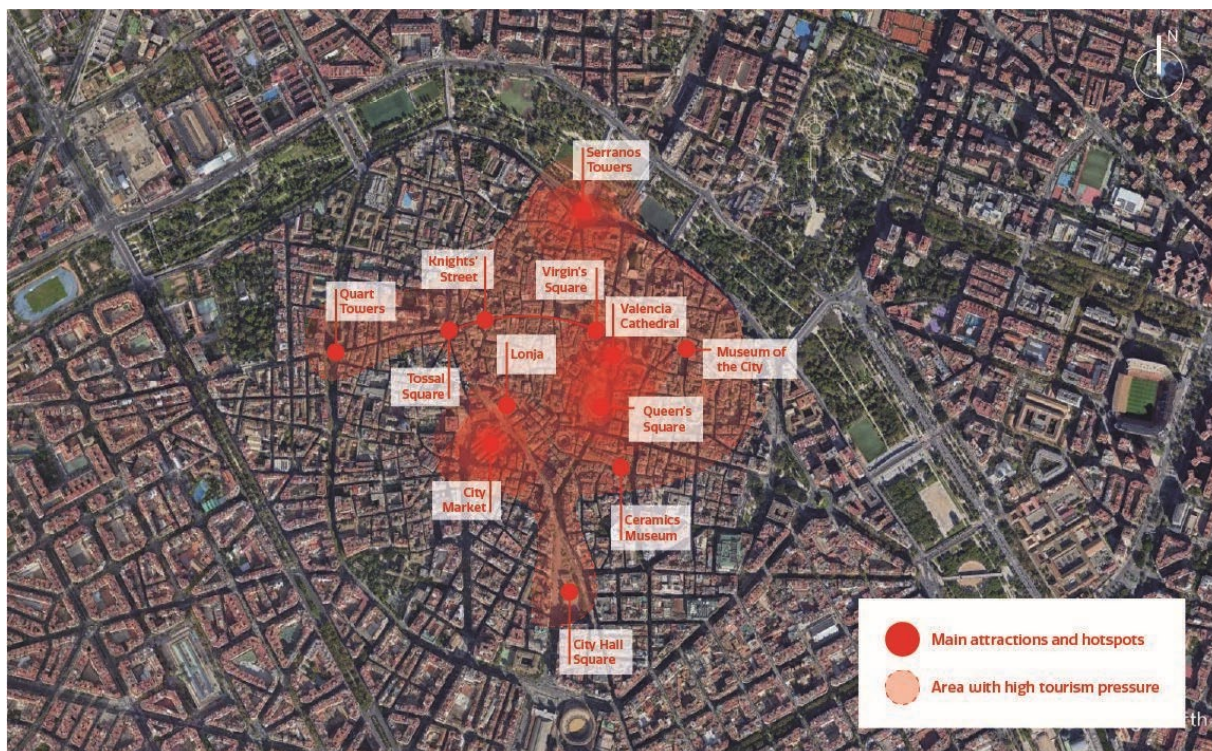 N
Serranos
Towers
Knights'
Street
Virgin's
Square
Quart
Towers
Valencia
Cathedral
Lonja
Museum of
the City
Tossal
Square
Queen's
Square
City
Market
Ceramics
Museum
City Hall
Square
Main attractions and hotspots
Area with high tourism pressure
rth